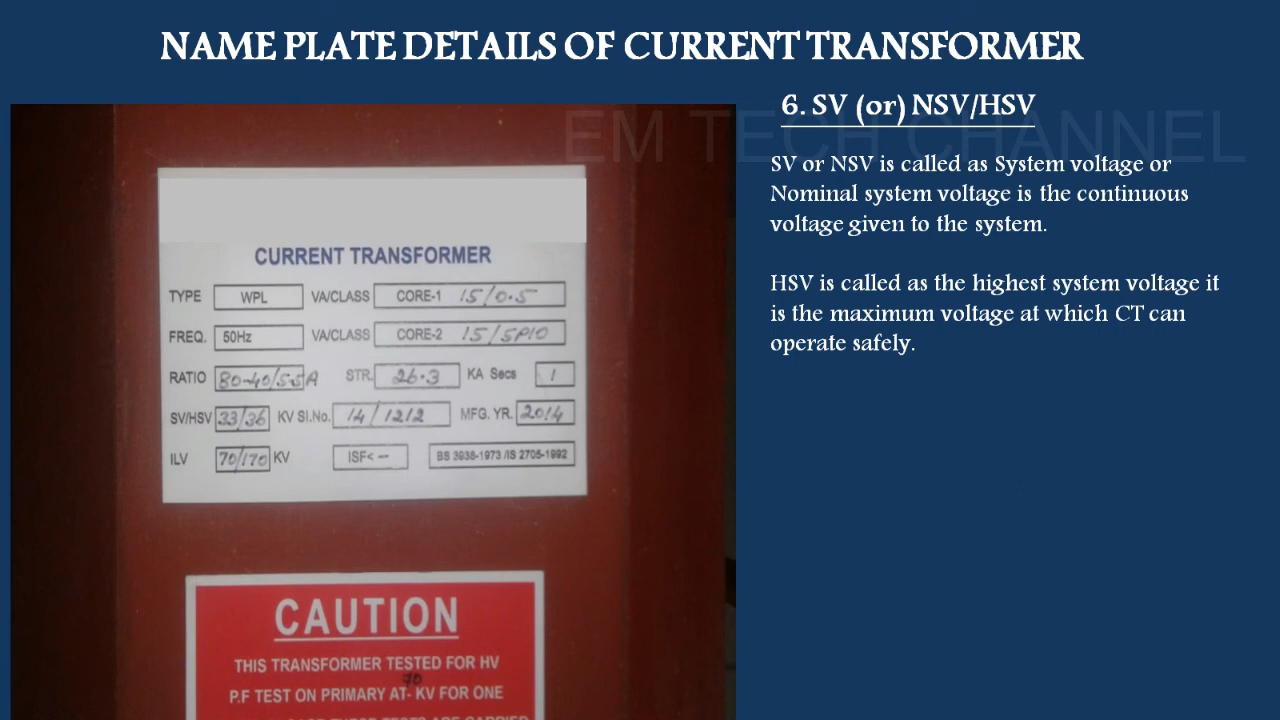 NAME PLATE DETAILS OF CURRENT TRANSFORMER
EM TECH CHANNEL
6. SV (or) NSV/HSV
SV or NSV is called as System voltage or
Nominal system voltage is the continuous
voltage given to the system.
HSV is called as the highest system voltage it
is the maximum voltage at which CT can
operate safely.
CURRENT TRANSFORMER
TYPE WPL VA/CLASS CORE-1 15/0.5
FREQ. 50Hz VA/CLASS CORE-2 15/5P10
RATIO 80-40/5-5A STR. 26.3 KA Secs 1
SV/HSV 33/36 KV Sl.No. 14/1212 MFG. YR. 2014
ILV 70/170 KV ISF< - BS 3938-1973 /IS 2705-1992
CAUTION
THIS TRANSFORMER TESTED FOR HV
70
P.F TEST ON PRIMARY AT- KV FOR ONE
THESE TESTS ARE CARRIED